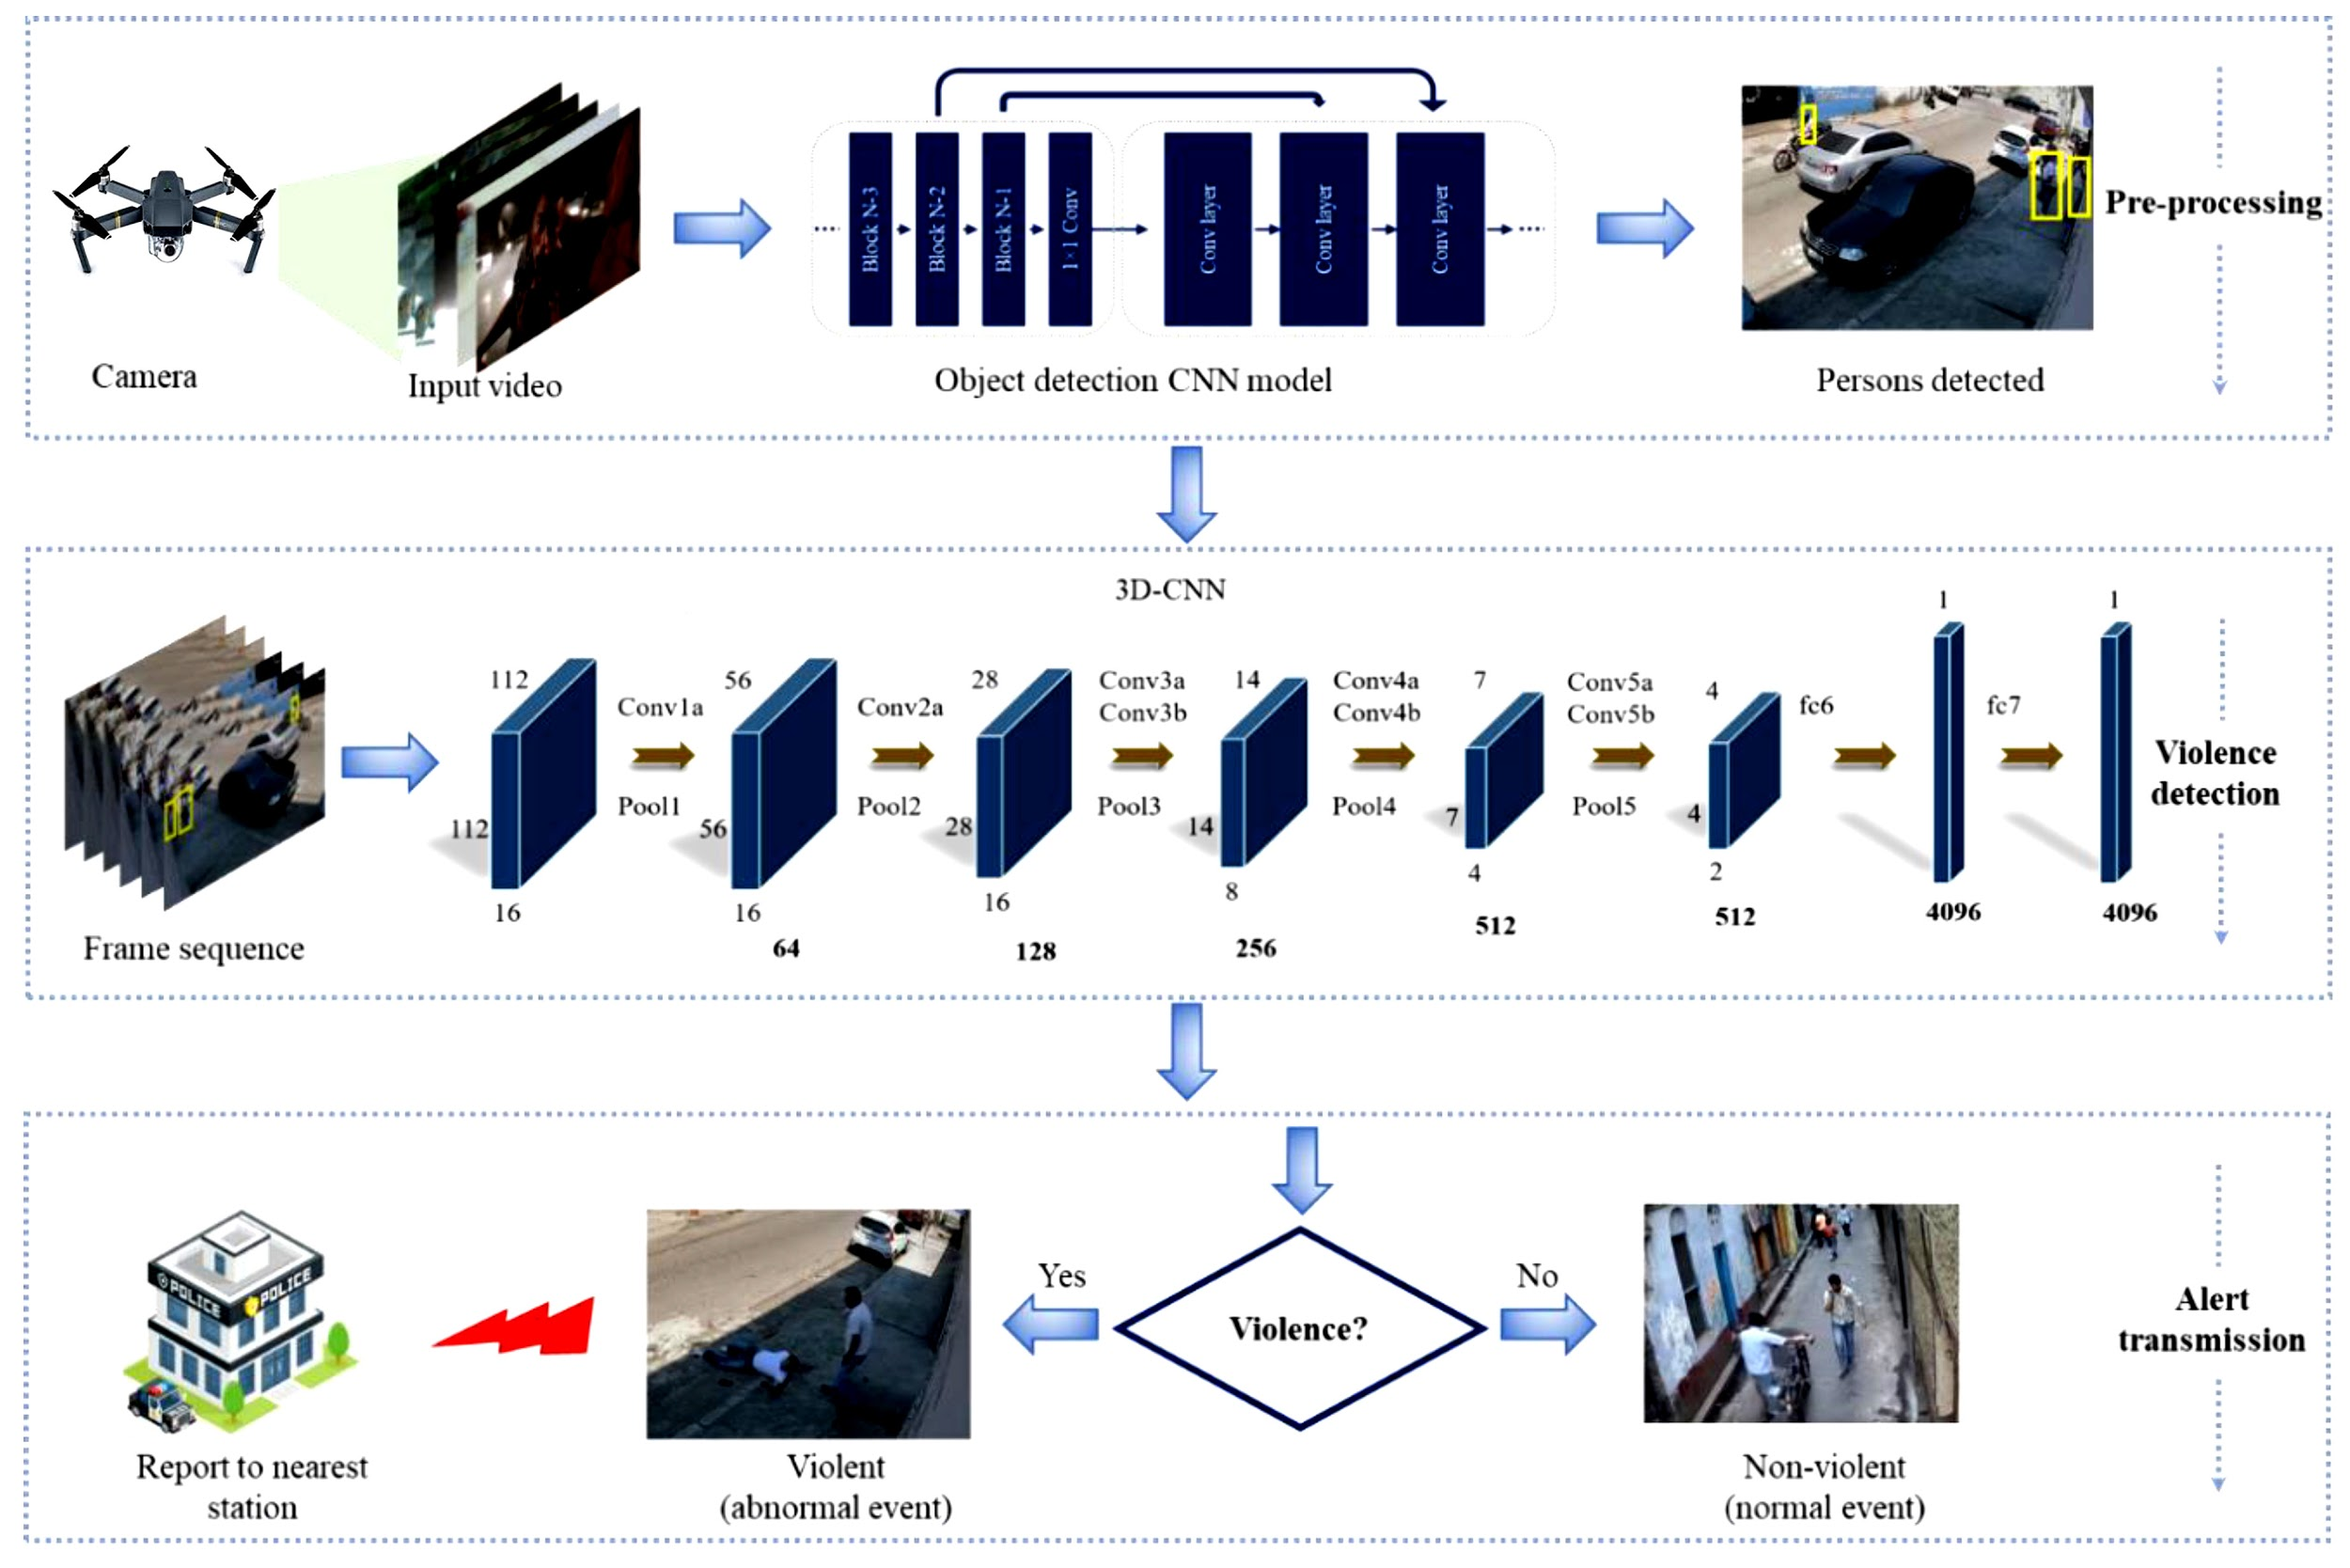 Block N-3
Block N-2
Block N-1
1×1 Conv
Conv layer
Conv layer
Conv layer
Pre-processing
Camera
Input video
Object detection CNN model
Persons detected
3D-CNN
Frame sequence
112
112
16
Conv1a
Pool1
56
56
16
64
Conv2a
Pool2
28
28
16
128
Conv3a
Conv3b
Pool3
14
14
8
256
Conv4a
Conv4b
Pool4
7
7
4
512
Conv5a
Conv5b
Pool5
4
4
2
512
fc6
1
4096
fc7
1
4096
Violence
detection
POLICE
POLICE
Report to nearest
station
Violent
(abnormal event)
Yes
Violence?
No
Non-violent
(normal event)
Alert
transmission